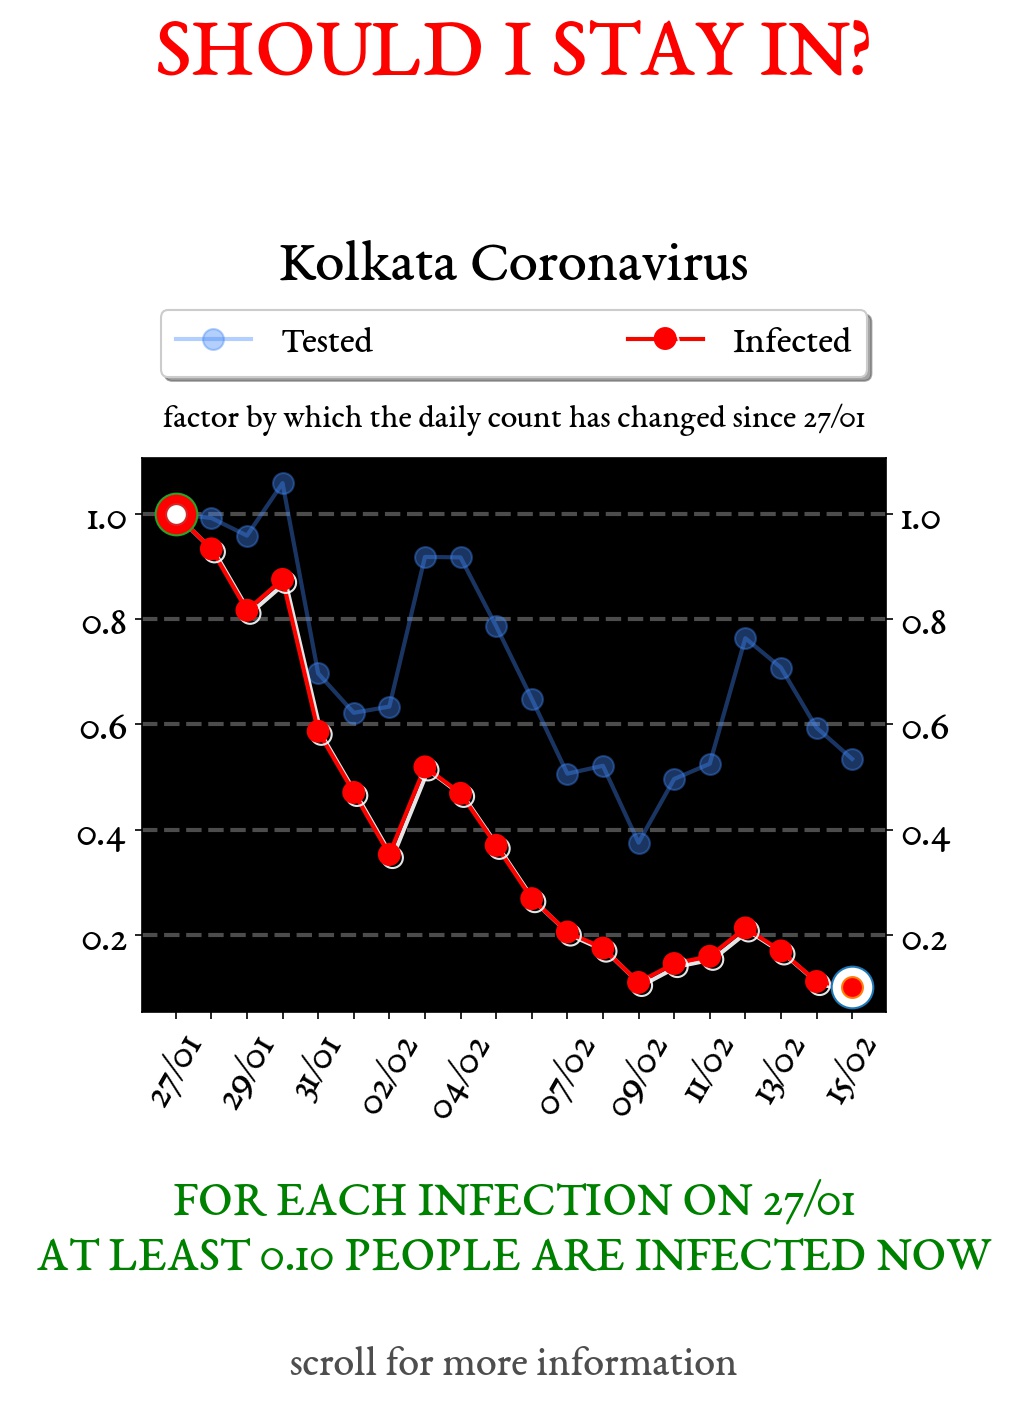 SHOULD I STAY IN?
Kolkata Coronavirus
Tested Infected
factor by which the daily count has changed since 27/01
1.0 1.0
0.8 0.8
0.6 0.6
0.4 0.4
0.2 0.2
27/01 29/01 31/01 02/02 04/02 07/02 09/02 11/02 13/02 15/02
FOR EACH INFECTION ON 27/01
AT LEAST 0.10 PEOPLE ARE INFECTED NOW
scroll for more information